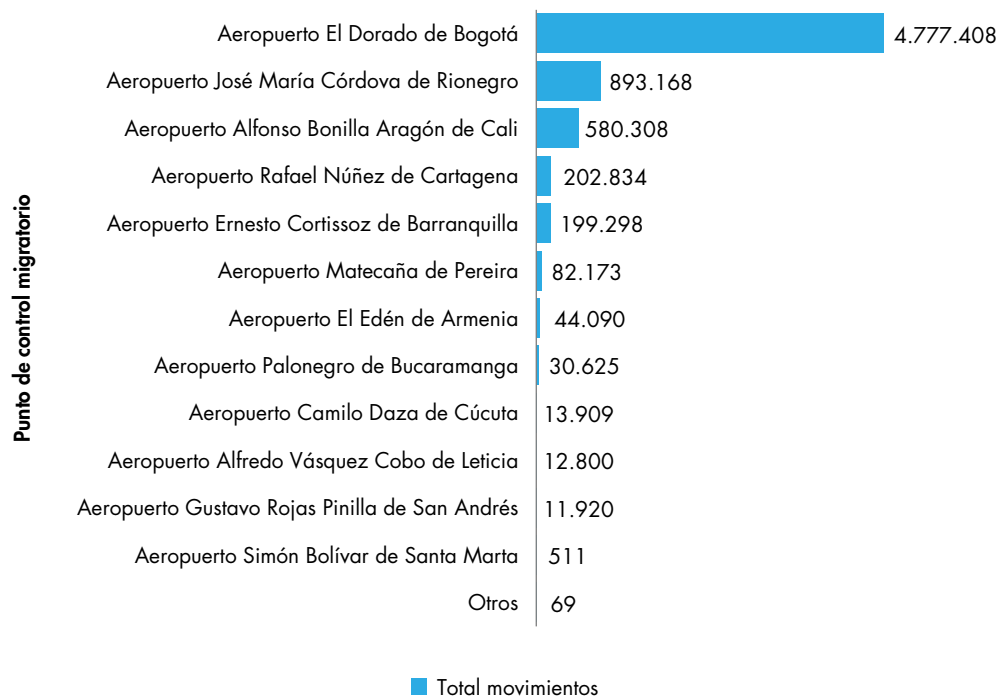 Punto de control migratorio
Aeropuerto El Dorado de Bogotá 4.777.408
Aeropuerto José María Córdova de Rionegro 893.168
Aeropuerto Alfonso Bonilla Aragón de Cali 580.308
Aeropuerto Rafael Núñez de Cartagena 202.834
Aeropuerto Ernesto Cortissoz de Barranquilla 199.298
Aeropuerto Matecaña de Pereira 82.173
Aeropuerto El Edén de Armenia 44.090
Aeropuerto Palonegro de Bucaramanga 30.625
Aeropuerto Camilo Daza de Cúcuta 13.909
Aeropuerto Alfredo Vásquez Cobo de Leticia 12.800
Aeropuerto Gustavo Rojas Pinilla de San Andrés 11.920
Aeropuerto Simón Bolívar de Santa Marta 511
Otros 69
Total movimientos